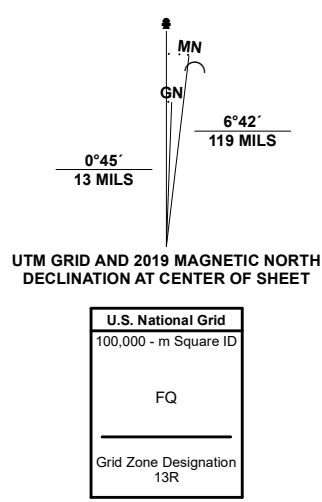 MN
GN
6°42´
119 MILS
0°45´
13 MILS
UTM GRID AND 2019 MAGNETIC NORTH
DECLINATION AT CENTER OF SHEET
U.S. National Grid
100,000 - m Square ID
FQ
Grid Zone Designation
13R